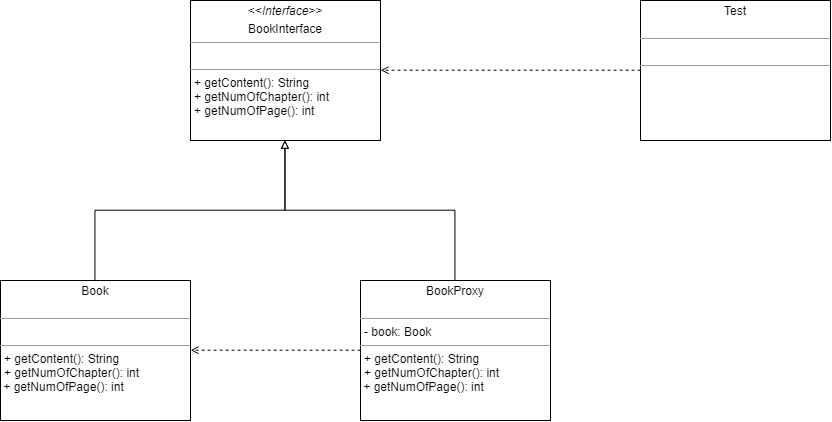 <<Interface>>
BookInterface
+ getContent(): String
+ getNumOfChapter(): int
+ getNumOfPage(): int
Test
Book
+ getContent(): String
+ getNumOfChapter(): int
+ getNumOfPage(): int
BookProxy
- book: Book
+ getContent(): String
+ getNumOfChapter(): int
+ getNumOfPage(): int